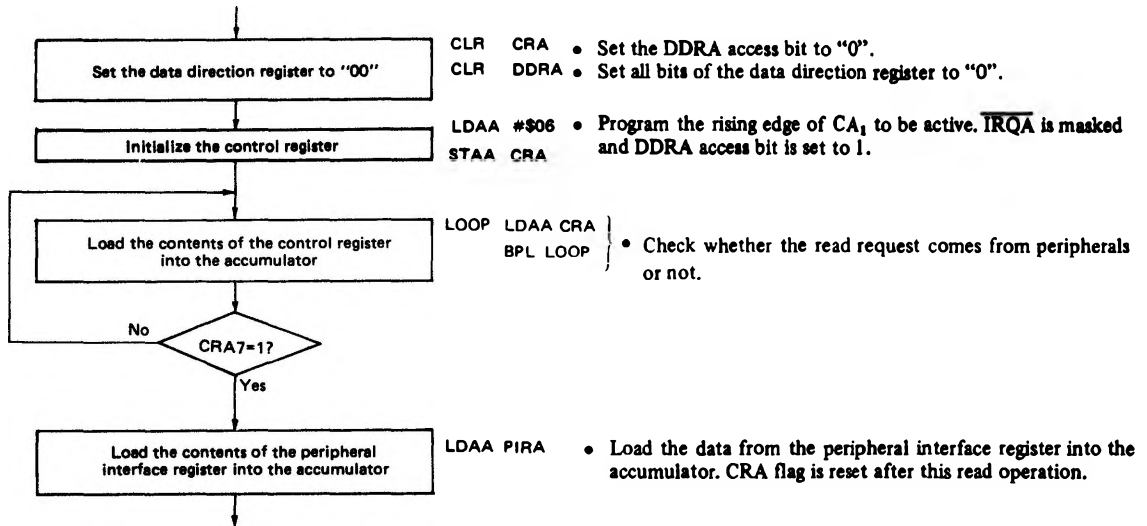 Set the data direction register to "00"
CLR CRA • Set the DDRA access bit to "0".
CLR DDRA • Set all bits of the data direction register to "0".
Initialize the control register
LDAA #$06 • Program the rising edge of CA₁ to be active. I̅R̅Q̅A̅ is masked
STAA CRA and DDRA access bit is set to 1.
Load the contents of the control register
into the accumulator
LOOP LDAA CRA
BPL LOOP • Check whether the read request comes from peripherals
or not.
No
CRA7=1?
Yes
Load the contents of the peripheral
interface register into the accumulator
LDAA PIRA • Load the data from the peripheral interface register into the
accumulator. CRA flag is reset after this read operation.